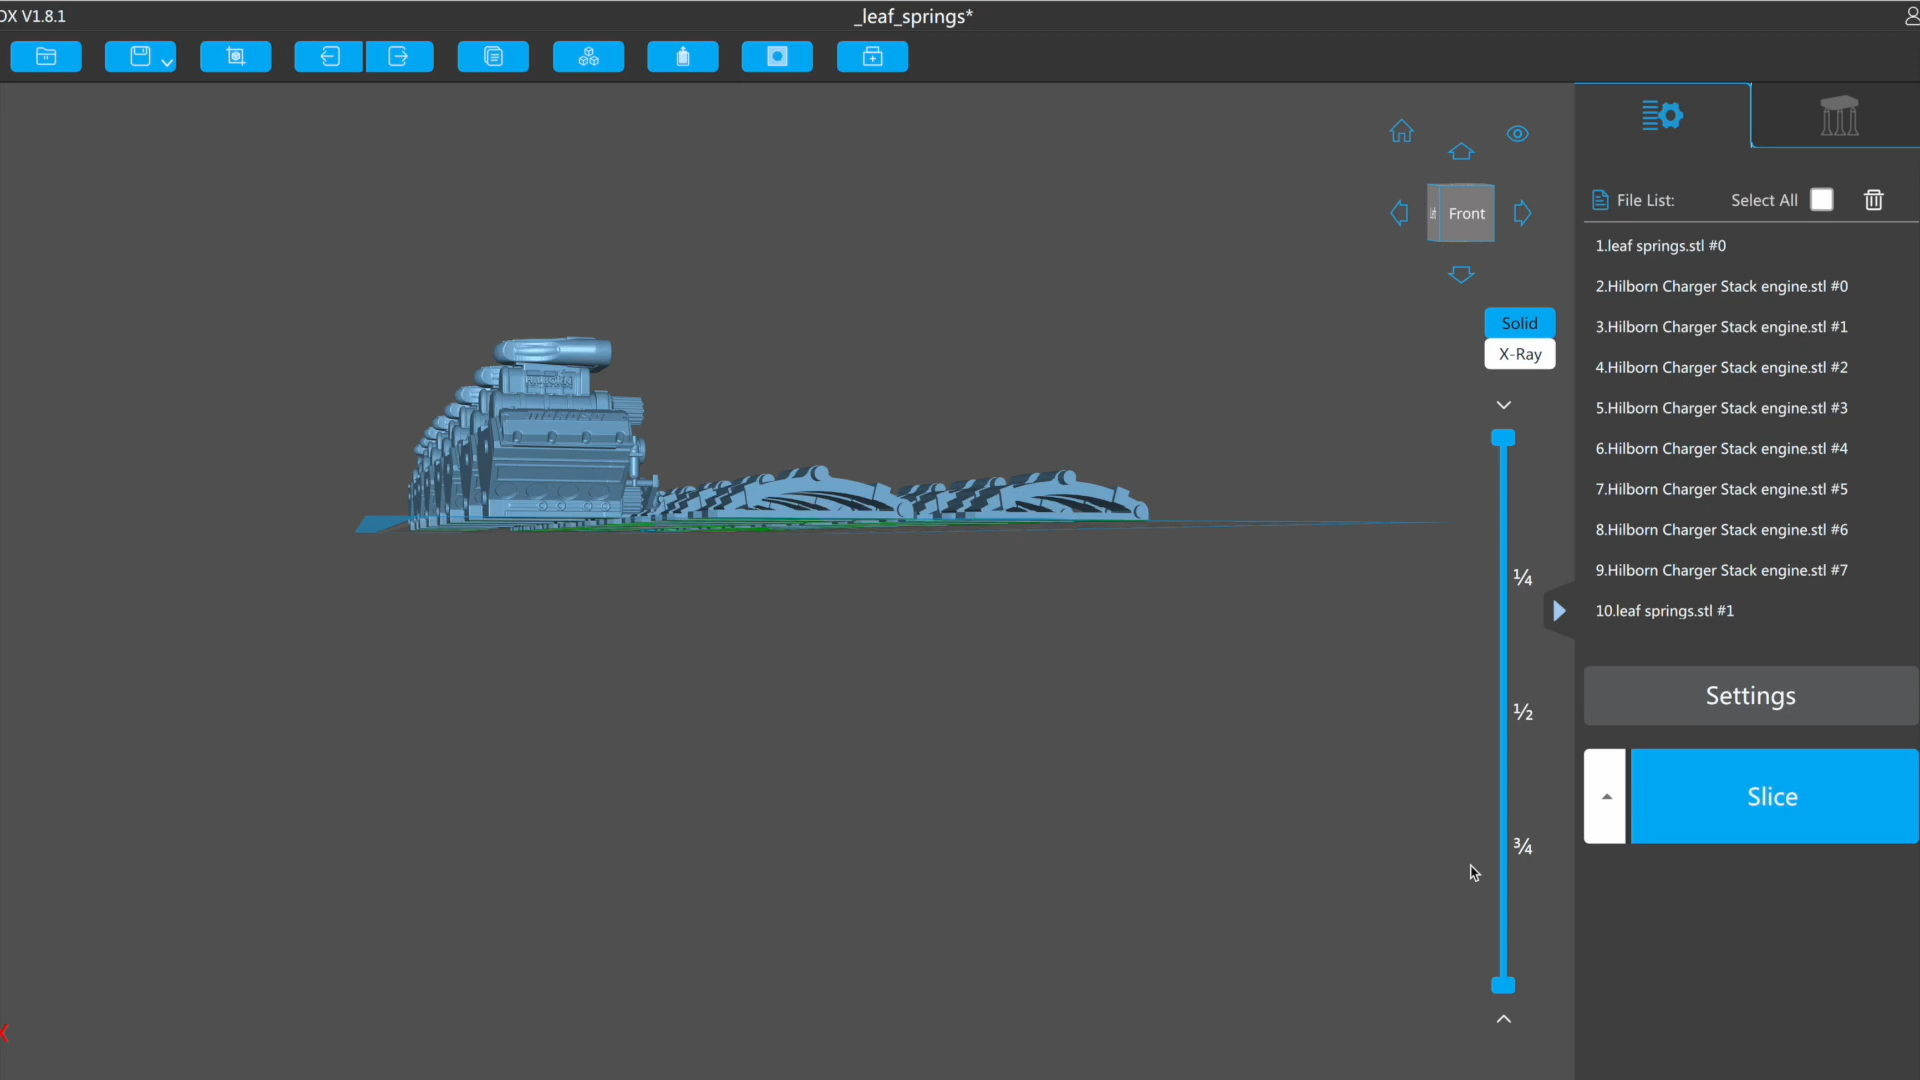 OX V1.8.1
_leaf_springs*
Front
Solid
X-Ray
¼
½
¾
File List:
Select All
1.leaf springs.stl #0
2.Hilborn Charger Stack engine.stl #0
3.Hilborn Charger Stack engine.stl #1
4.Hilborn Charger Stack engine.stl #2
5.Hilborn Charger Stack engine.stl #3
6.Hilborn Charger Stack engine.stl #4
7.Hilborn Charger Stack engine.stl #5
8.Hilborn Charger Stack engine.stl #6
9.Hilborn Charger Stack engine.stl #7
10.leaf springs.stl #1
Settings
Slice
X